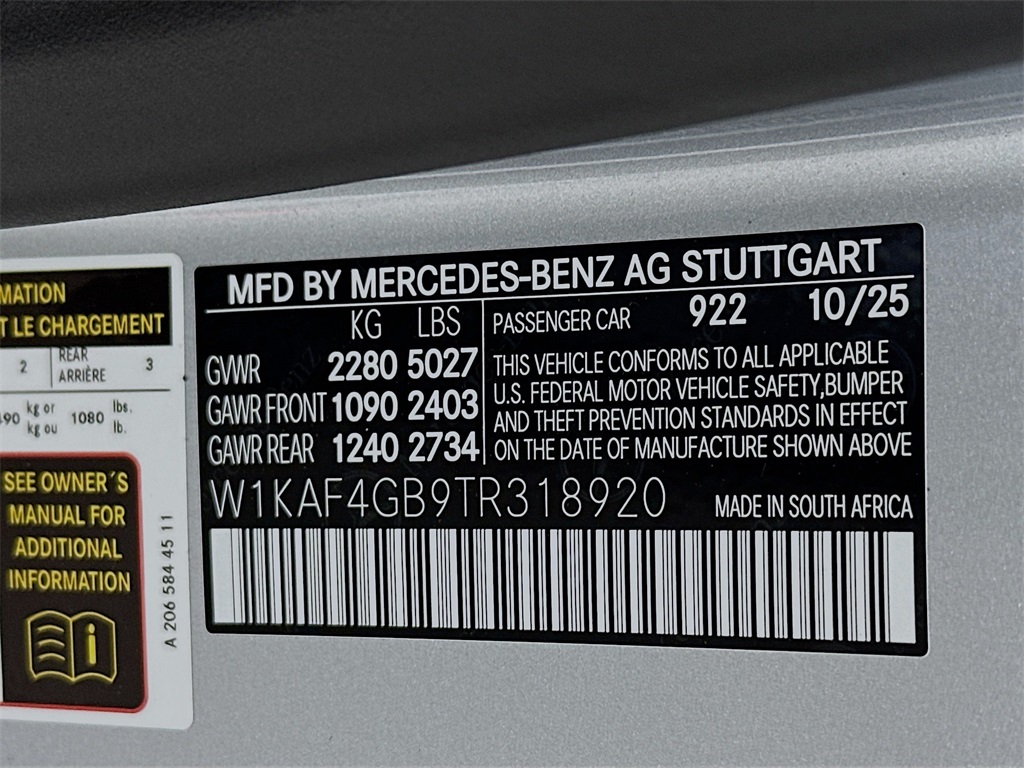 MATION
T LE CHARGEMENT
2 REAR 3
ARRIÈRE
490 kg or 1080 lbs.
kg ou lb.
SEE OWNER´S
MANUAL FOR
ADDITIONAL
INFORMATION
A 206 584 45 11
MFD BY MERCEDES-BENZ AG STUTTGART
KG LBS
GVWR 2280 5027
GAWR FRONT 1090 2403
GAWR REAR 1240 2734
PASSENGER CAR 922 10/25
THIS VEHICLE CONFORMS TO ALL APPLICABLE
U.S. FEDERAL MOTOR VEHICLE SAFETY,BUMPER
AND THEFT PREVENTION STANDARDS IN EFFECT
ON THE DATE OF MANUFACTURE SHOWN ABOVE
W1KAF4GB9TR318920 MADE IN SOUTH AFRICA